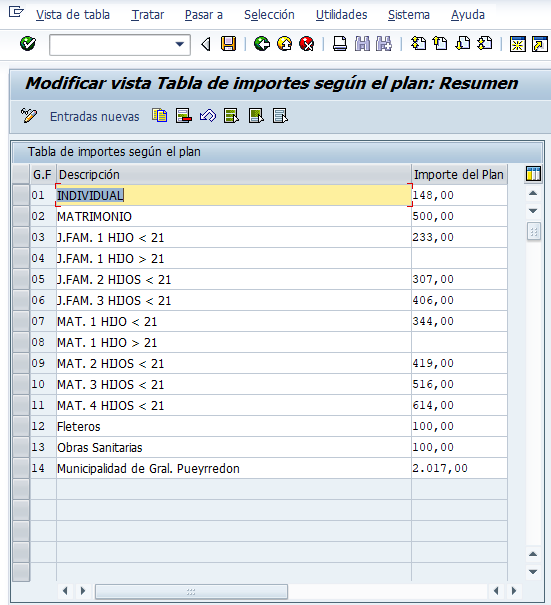 Vista de tabla Tratar Pasar a Selección Utilidades Sistema Ayuda
Modificar vista Tabla de importes según el plan: Resumen
Entradas nuevas
Tabla de importes según el plan
G.F Descripción Importe del Plan
01 INDIVIDUAL 148,00
02 MATRIMONIO 500,00
03 J.FAM. 1 HIJO < 21 233,00
04 J.FAM. 1 HIJO > 21
05 J.FAM. 2 HIJOS < 21 307,00
06 J.FAM. 3 HIJOS < 21 406,00
07 MAT. 1 HIJO < 21 344,00
08 MAT. 1 HIJO > 21
09 MAT. 2 HIJOS < 21 419,00
10 MAT. 3 HIJOS < 21 516,00
11 MAT. 4 HIJOS < 21 614,00
12 Fleteros 100,00
13 Obras Sanitarias 100,00
14 Municipalidad de Gral. Pueyrredon 2.017,00